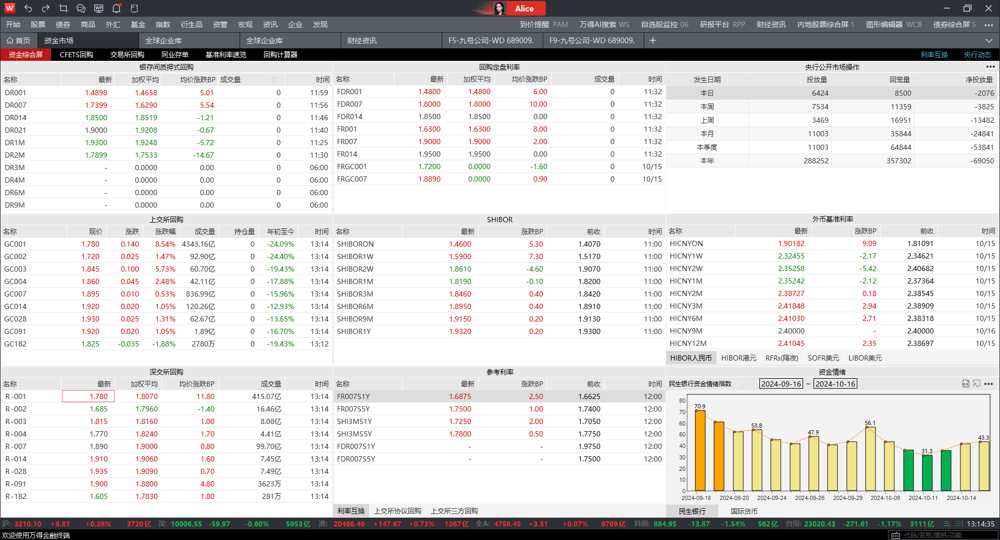 W F1 Alice
开始 股票 债券 商品 外汇 基金 指数 衍生品 资管 宏观 资讯 企业 发现 到价提醒 PAM 万得AI搜索 WS 自选股监控 06 研报平台 RPP 财经资讯 内地股票综合屏 1 图形编辑器 WCB 债券综合屏 5 •••
首页 资金市场 全球企业库 全球企业库 财经资讯 F5-九号公司-WD 689009. F9-九号公司-WD 689009. +
资金综合屏 CFETS回购 交易所回购 同业存单 基准利率速览 回购计算器 利率互换 央行动态
银存间质押式回购
名称 最新 加权平均 均价涨跌BP 成交量 时间
DR001 1.4898 1.4658 5.01 0 11:59
DR007 1.7399 1.6290 5.54 0 11:56
DR014 1.8500 1.8519 -1.21 0 11:46
DR021 1.9000 1.9208 -0.67 0 11:40
DR1M 1.9300 1.9248 -5.72 0 11:25
DR2M 1.7899 1.7533 -14.67 0 11:30
DR3M - 0.0000 0.00 0 06:00
DR4M - 0.0000 0.00 0 06:00
DR6M - 0.0000 0.00 0 06:00
DR9M - 0.0000 0.00 0 06:00
回购定盘利率
名称 最新 加权平均 均价涨跌BP 成交量 时间
FDR001 1.4800 1.4800 6.00 0 11:32
FDR007 1.8000 1.8000 10.00 0 11:32
FDR014 1.8500 1.8500 0.00 0 11:32
FR001 1.6300 1.6300 8.00 0 11:32
FR007 1.9000 1.9000 2.00 0 11:32
FR014 1.9500 1.9500 0.00 0 11:32
FRGC001 1.7200 0.0000 -1.60 0 10/15
FRGC007 1.8890 0.0000 0.90 0 10/15
央行公开市场操作 •••
发生日期 投放量 回笼量 净投放量
本日 6424 8500 -2076
本周 7534 11359 -3825
上周 3469 16951 -13482
本月 11003 35844 -24841
本季度 11003 64844 -53841
本年 288252 357302 -69050
上交所回购
名称 现价 涨跌 涨跌幅 成交量 持仓量 年初至今 时间
GC001 1.780 0.140 8.54% 4343.16亿 0 -24.09% 13:14
GC002 1.720 0.025 1.47% 92.90亿 0 -24.40% 13:14
GC003 1.845 0.100 5.73% 60.70亿 0 -19.43% 13:14
GC004 1.860 0.045 2.48% 42.11亿 0 -17.88% 13:14
GC007 1.895 0.010 0.53% 836.99亿 0 -15.96% 13:14
GC014 1.920 0.020 1.05% 120.26亿 0 -12.93% 13:14
GC028 1.930 0.025 1.31% 62.67亿 0 -13.65% 13:14
GC091 1.920 0.020 1.05% 1.89亿 0 -16.70% 13:14
GC182 1.825 -0.035 -1.88% 2780万 0 -19.43% 13:12
SHIBOR
名称 最新 涨跌BP 前收 时间
SHIBORON 1.4600 5.30 1.4070 11:00
SHIBOR1W 1.5900 7.30 1.5170 11:00
SHIBOR2W 1.8610 -4.60 1.9070 11:00
SHIBOR1M 1.8190 -0.10 1.8200 11:00
SHIBOR3M 1.8460 0.40 1.8420 11:00
SHIBOR6M 1.8950 0.40 1.8910 11:00
SHIBOR9M 1.9150 0.20 1.9130 11:00
SHIBOR1Y 1.9320 0.20 1.9300 11:00
外币基准利率
名称 最新 涨跌BP 前收 时间
HICNYON 1.90182 9.09 1.81091 10/15
HICNY1W 2.32455 -2.17 2.34621 10/15
HICNY2W 2.35258 -5.42 2.40682 10/15
HICNY1M 2.35242 -2.12 2.37364 10/15
HICNY2M 2.38727 0.18 2.38545 10/15
HICNY3M 2.41848 2.94 2.38909 10/15
HICNY6M 2.41030 2.71 2.38318 10/15
HICNY9M 2.40000 - 2.40000 10/16
HICNY12M 2.41045 2.35 2.38697 10/15
HIBOR人民币 HIBOR港元 RFRs(隔夜) SOFR美元 LIBOR美元
深交所回购
名称 最新 加权平均 均价涨跌BP 成交量 时间
R-001 1.780 1.8070 11.80 415.07亿 13:14
R-002 1.685 1.7960 -1.40 16.46亿 13:14
R-003 1.815 1.8160 1.00 8.08亿 13:14
R-004 1.770 1.8240 1.70 4.41亿 13:14
R-007 1.890 1.9000 0.80 99.70亿 13:14
R-014 1.910 1.9060 1.60 7.45亿 13:14
R-028 1.935 1.9090 0.70 7.49亿 13:14
R-091 1.900 1.8800 4.80 3623万 13:14
R-182 1.605 1.7830 1.80 281万 13:14
参考利率
名称 最新 涨跌BP 前收 时间
FR007S1Y 1.6875 2.50 1.6625 12:00
FR007S5Y 1.7500 1.00 1.7400 12:00
SHI3MS1Y 1.7250 2.00 1.7050 12:00
SHI3MS5Y 1.7800 0.50 1.7750 12:00
FDR007S1Y - - 1.9750 12:00
FDR007S5Y - - 1.7500 12:00
利率互换 上交所协议回购 上交所三方回购
资金情绪
民生银行资金情绪指数 2024-09-16 ~ 2024-10-16 XLS •••
80
70
60
50
40
30
20
10
0
70.9 53.8 47.9 56.1 31.3 43.3
2024-09-18 2024-09-20 2024-09-24 2024-09-26 2024-09-29 2024-10-09 2024-10-11 2024-10-14
民生银行 国际货币
沪: 3210.10 +8.81 +0.28% 3720亿 深: 10006.55 -59.97 -0.60% 5953亿 港: 20466.46 +147.67 +0.73% 1267亿 全A: 4758.45 +3.51 +0.07% 9769亿 科创: 884.95 -13.87 -1.54% 562亿 台指: 23020.43 -271.61 -1.17% 3111亿 13:14:35
欢迎使用万得金融终端 代码/名称/简拼/功能